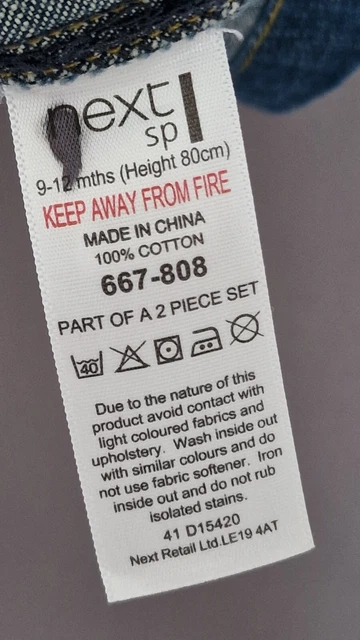 next
sp
9-12 mths (Height 80cm)
KEEP AWAY FROM FIRE
MADE IN CHINA
100% COTTON
667-808
PART OF A 2 PIECE SET
40
Due to the nature of this
product avoid contact with
light coloured fabrics and
upholstery. Wash inside out
with similar colours and do
not use fabric softener. Iron
inside out and do not rub
isolated stains.
41 D15420
Next Retail Ltd.LE19 4AT